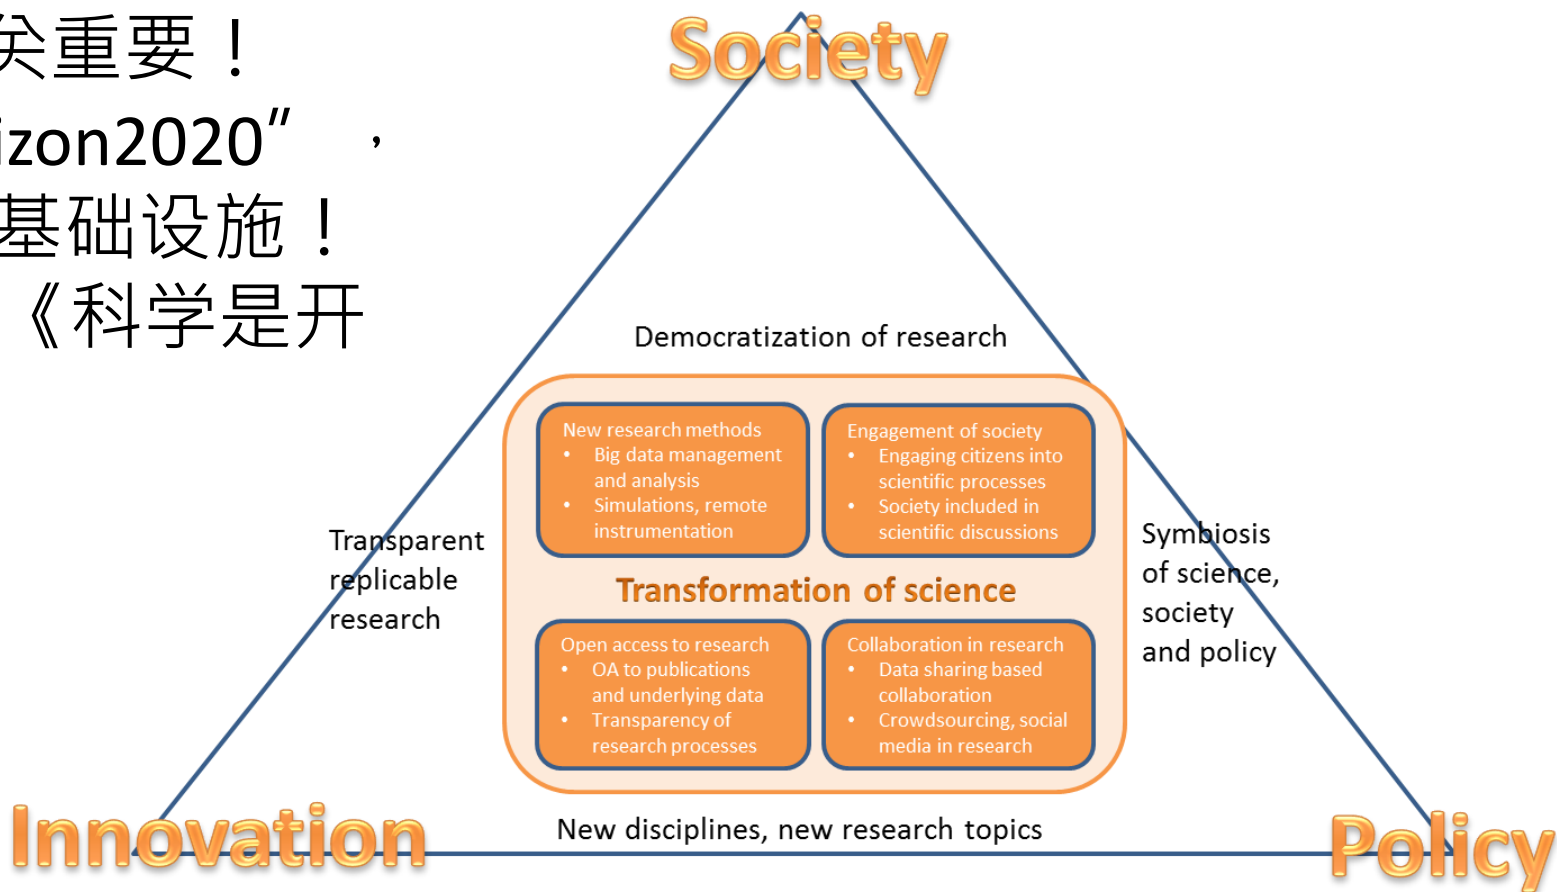 关重要！
izon2020”，
基础设施！
《科学是开
Society
Democratization of research
New research methods
• Big data management
and analysis
• Simulations, remote
instrumentation
Engagement of society
• Engaging citizens into
scientific processes
• Society included in
scientific discussions
Transparent
replicable
research
Transformation of science
Symbiosis
of science,
society
and policy
Open access to research
• OA to publications
and underlying data
• Transparency of
research processes
Collaboration in research
• Data sharing based
collaboration
• Crowdsourcing, social
media in research
Innovation
New disciplines, new research topics
Policy